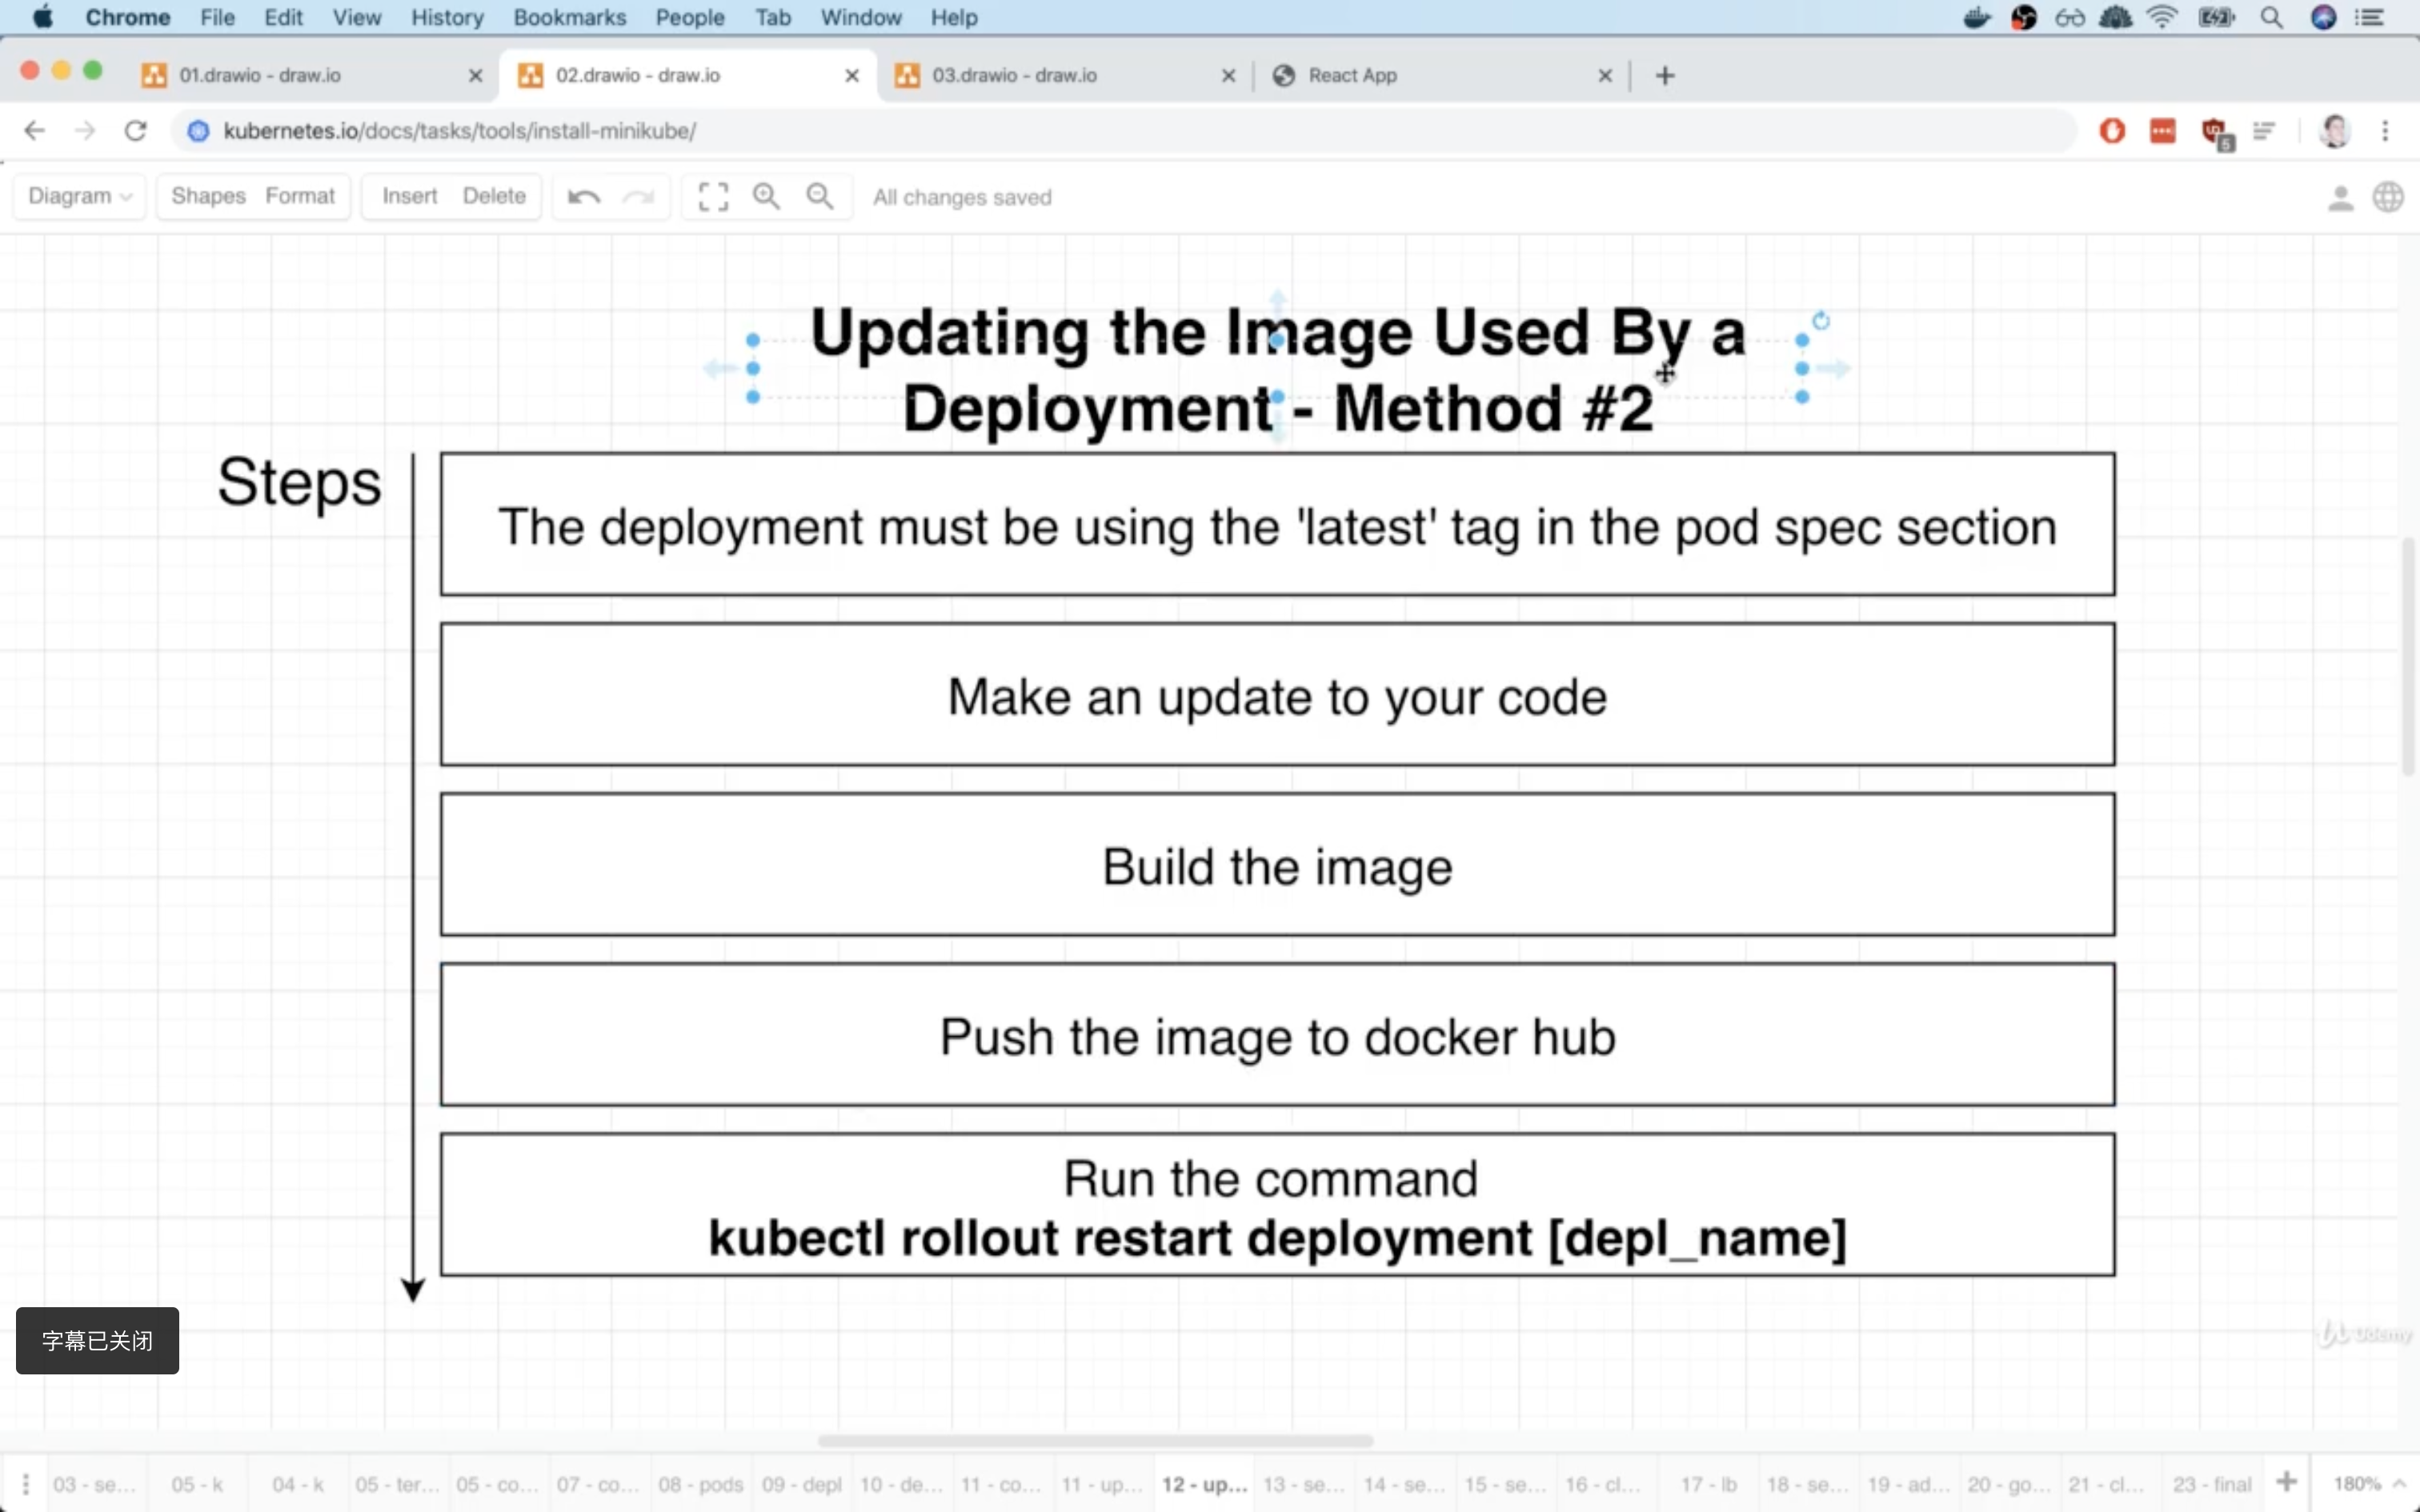 Chrome File Edit View History Bookmarks People Tab Window Help
01.drawio - draw.io
02.drawio - draw.io
03.drawio - draw.io
React App
kubernetes.io/docs/tasks/tools/install-minikube/
5
Diagram Shapes Format Insert Delete All changes saved
Updating the Image Used By a
Deployment - Method #2
Steps
The deployment must be using the 'latest' tag in the pod spec section
Make an update to your code
Build the image
Push the image to docker hub
Run the command
kubectl rollout restart deployment [depl_name]
字幕已关闭
Udemy
03 - se... 05 - k 04 - k 05 - ter... 05 - co... 07 - co... 08 - pods 09 - depl 10 - de... 11 - co... 11 - up... 12 - up... 13 - se... 14 - se... 15 - se... 16 - cl... 17 - lb 18 - se... 19 - ad... 20 - go... 21 - cl... 23 - final 180%